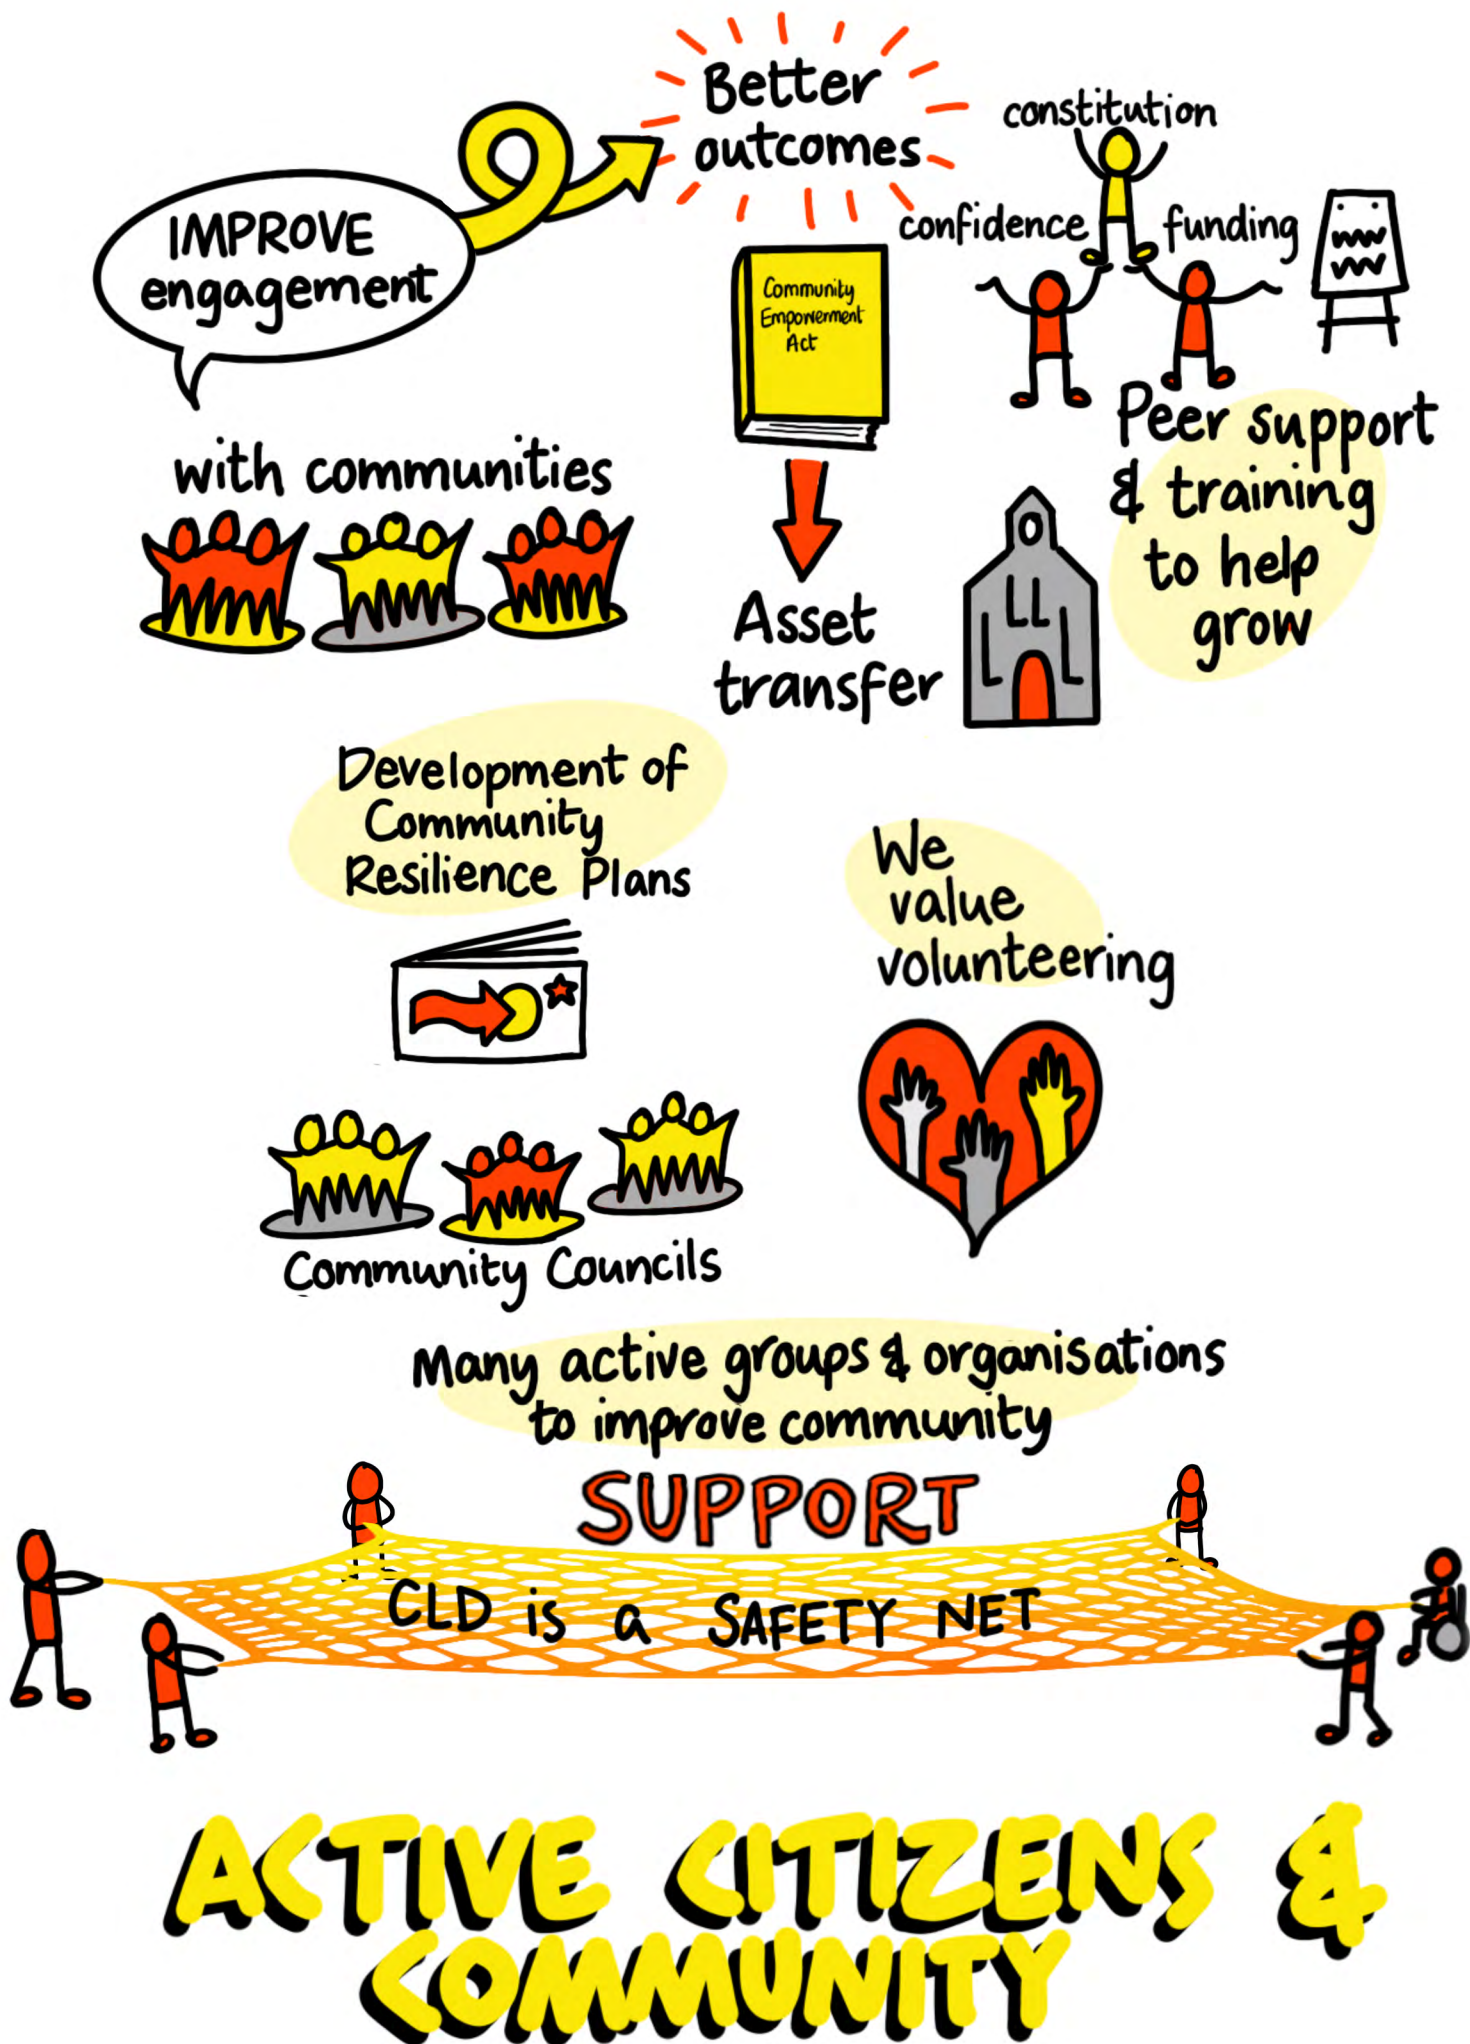 Better
outcomes
IMPROVE
engagement
with communities
constitution
confidence
funding
Community
Empowerment
Act
Peer support
& training
to help
grow
Asset
transfer
Development of
Community
Resilience Plans
We
value
volunteering
Community Councils
Many active groups & organisations
to improve community
SUPPORT
CLD is a SAFETY NET
ACTIVE CITIZENS &
COMMUNITY